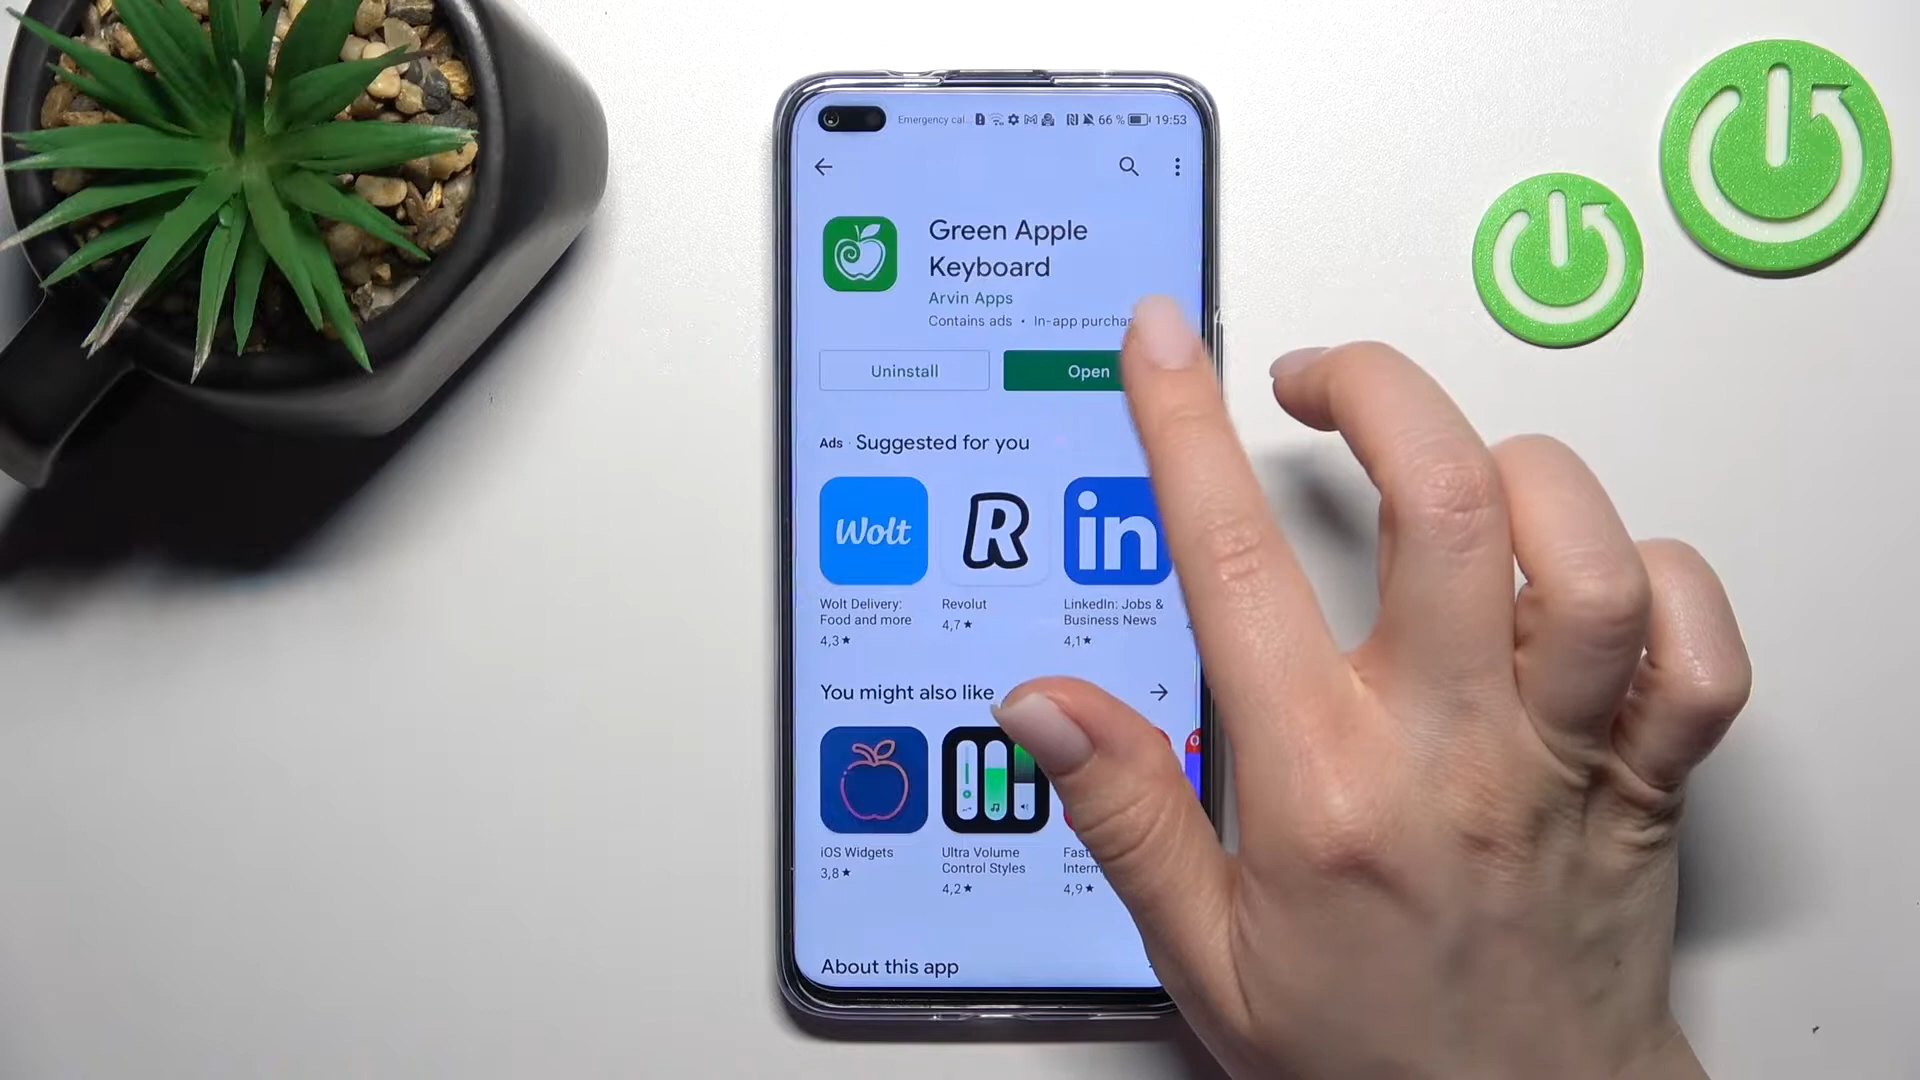 Emergency cal... 66 % 19:53
Green Apple
Keyboard
Arvin Apps
Contains ads • In-app
Uninstall
Open
Ads · Suggested for you
Wolt
R
in
Wolt Delivery:
Food and more
4,3★
Revolut
4,7★
LinkedIn: Jobs &
Business News
4,1★
You might also like
iOS Widgets
3,8★
Ultra Volume
Control Styles
4,2★
4,9★
About this app